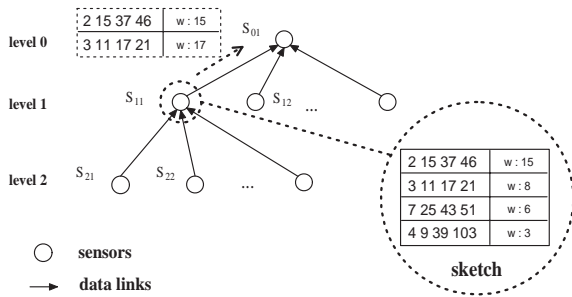 2 15 37 46 w : 15
3 11 17 21 w : 17
level 0
S01
level 1
S11
S12
...
level 2
S21
S22
...
2 15 37 46 w : 15
3 11 17 21 w : 8
7 25 43 51 w : 6
4 9 39 103 w : 3
sketch
sensors
data links